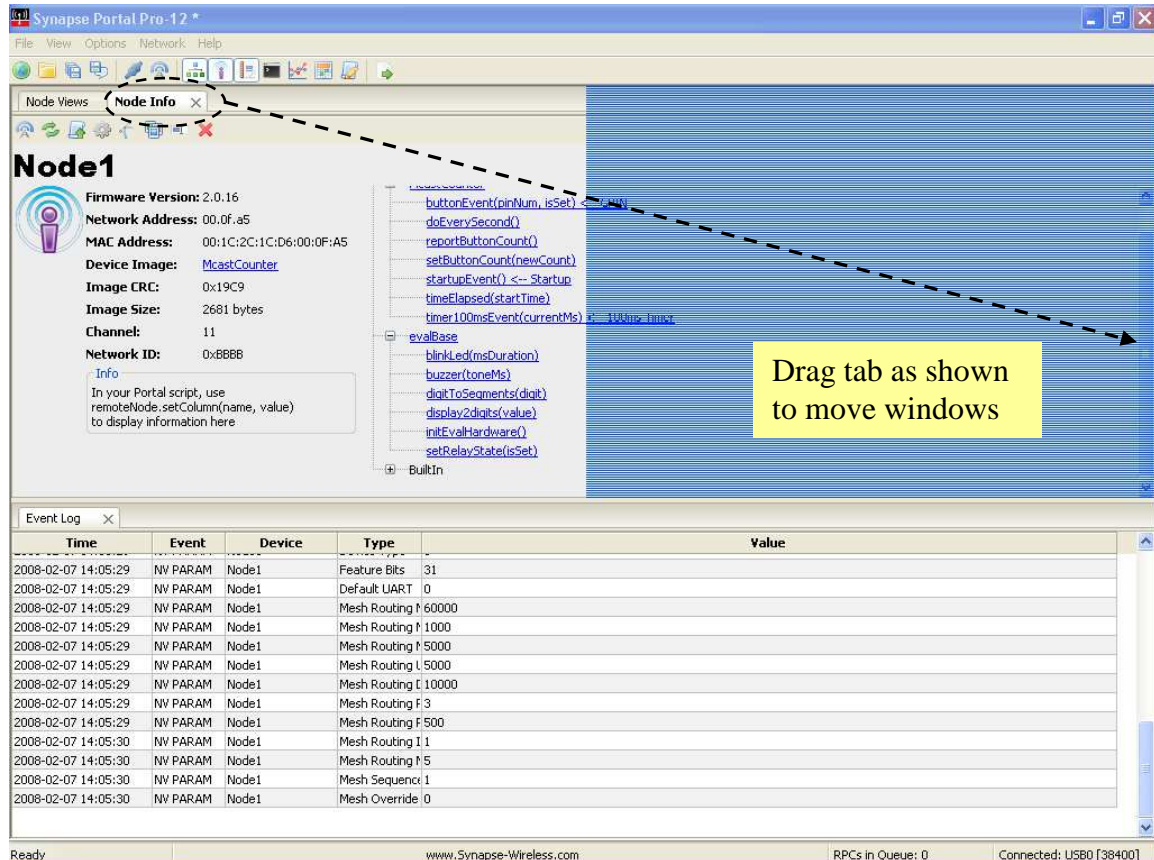 Synapse Portal Pro-12 *
File View Options Network Help
Node Views Node Info
Node1
Firmware Version: 2.0.16
Network Address: 00.0f.a5
MAC Address: 00:1C:2C:1C:D6:00:0F:A5
Device Image: McastCounter
Image CRC: 0x19C9
Image Size: 2681 bytes
Channel: 11
Network ID: 0xBBBB
Info
In your Portal script, use
remoteNode.setColumn(name, value)
to display information here
McastCounter
buttonEvent(pinNum, isSet) <-- GPIN
doEverySecond()
reportButtonCount()
setButtonCount(newCount)
startupEvent() <-- Startup
timeElapsed(startTime)
timer100msEvent(currentMs) <-- 100ms Timer
evalBase
blinkLed(msDuration)
buzzer(toneMs)
digitToSegments(digit)
display2digits(value)
initEvalHardware()
setRelayState(isSet)
BuiltIn
Drag tab as shown
to move windows
Event Log
Time Event Device Type Value
2008-02-07 14:05:29 NV PARAM Node1 Feature Bits 31
2008-02-07 14:05:29 NV PARAM Node1 Default UART 0
2008-02-07 14:05:29 NV PARAM Node1 Mesh Routing 60000
2008-02-07 14:05:29 NV PARAM Node1 Mesh Routing 1000
2008-02-07 14:05:29 NV PARAM Node1 Mesh Routing 5000
2008-02-07 14:05:29 NV PARAM Node1 Mesh Routing 5000
2008-02-07 14:05:29 NV PARAM Node1 Mesh Routing 10000
2008-02-07 14:05:29 NV PARAM Node1 Mesh Routing 3
2008-02-07 14:05:29 NV PARAM Node1 Mesh Routing 500
2008-02-07 14:05:30 NV PARAM Node1 Mesh Routing 1
2008-02-07 14:05:30 NV PARAM Node1 Mesh Routing 5
2008-02-07 14:05:30 NV PARAM Node1 Mesh Sequence 1
2008-02-07 14:05:30 NV PARAM Node1 Mesh Override 0
Ready www.Synapse-Wireless.com RPCs in Queue: 0 Connected: USB0 [38400]